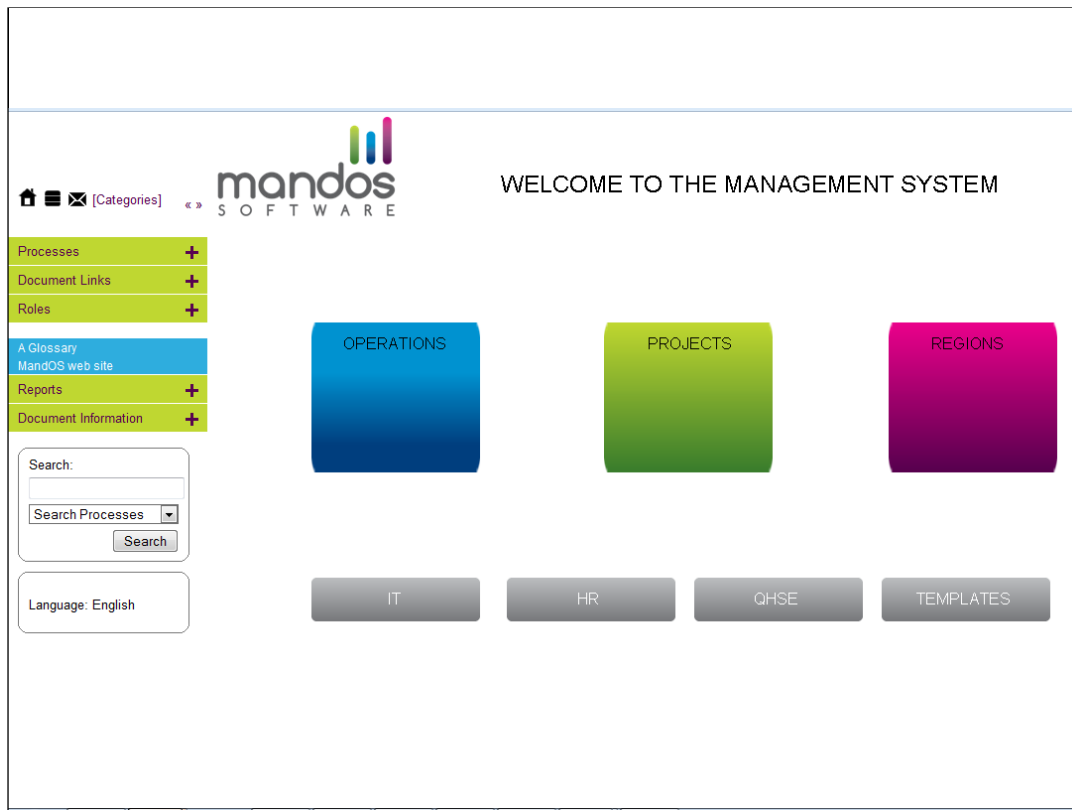 mandos
SOFTWARE
WELCOME TO THE MANAGEMENT SYSTEM
[Categories] « »
Processes +
Document Links +
Roles +
A Glossary
MandOS web site
Reports +
Document Information +
Search:
Search Processes
Search
Language: English
OPERATIONS
PROJECTS
REGIONS
IT
HR
QHSE
TEMPLATES